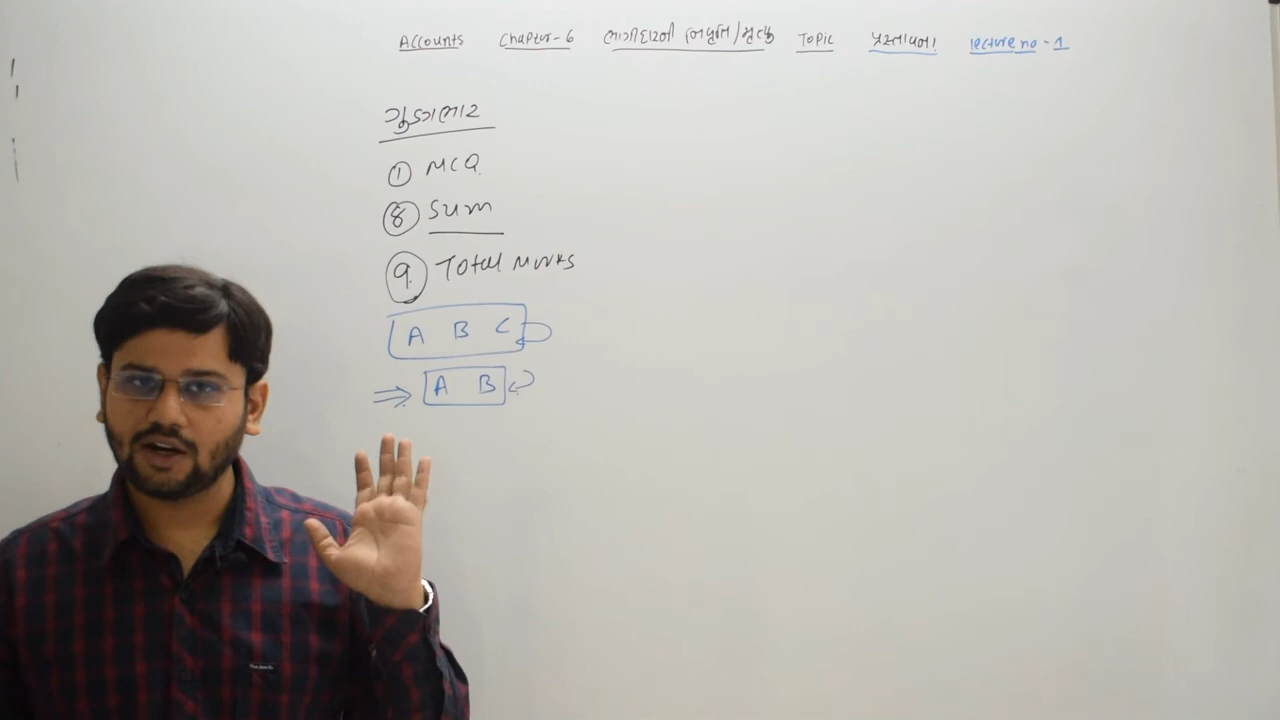 Accounts Chapter-6 ભાગીદારની નિવૃત્તિ/મૃત્યુ Topic પ્રસ્તાવના lecture no-1
ગુણભાર
① MCQ
⑧ Sum
⑨ Total Marks
A B C
⇒ A B